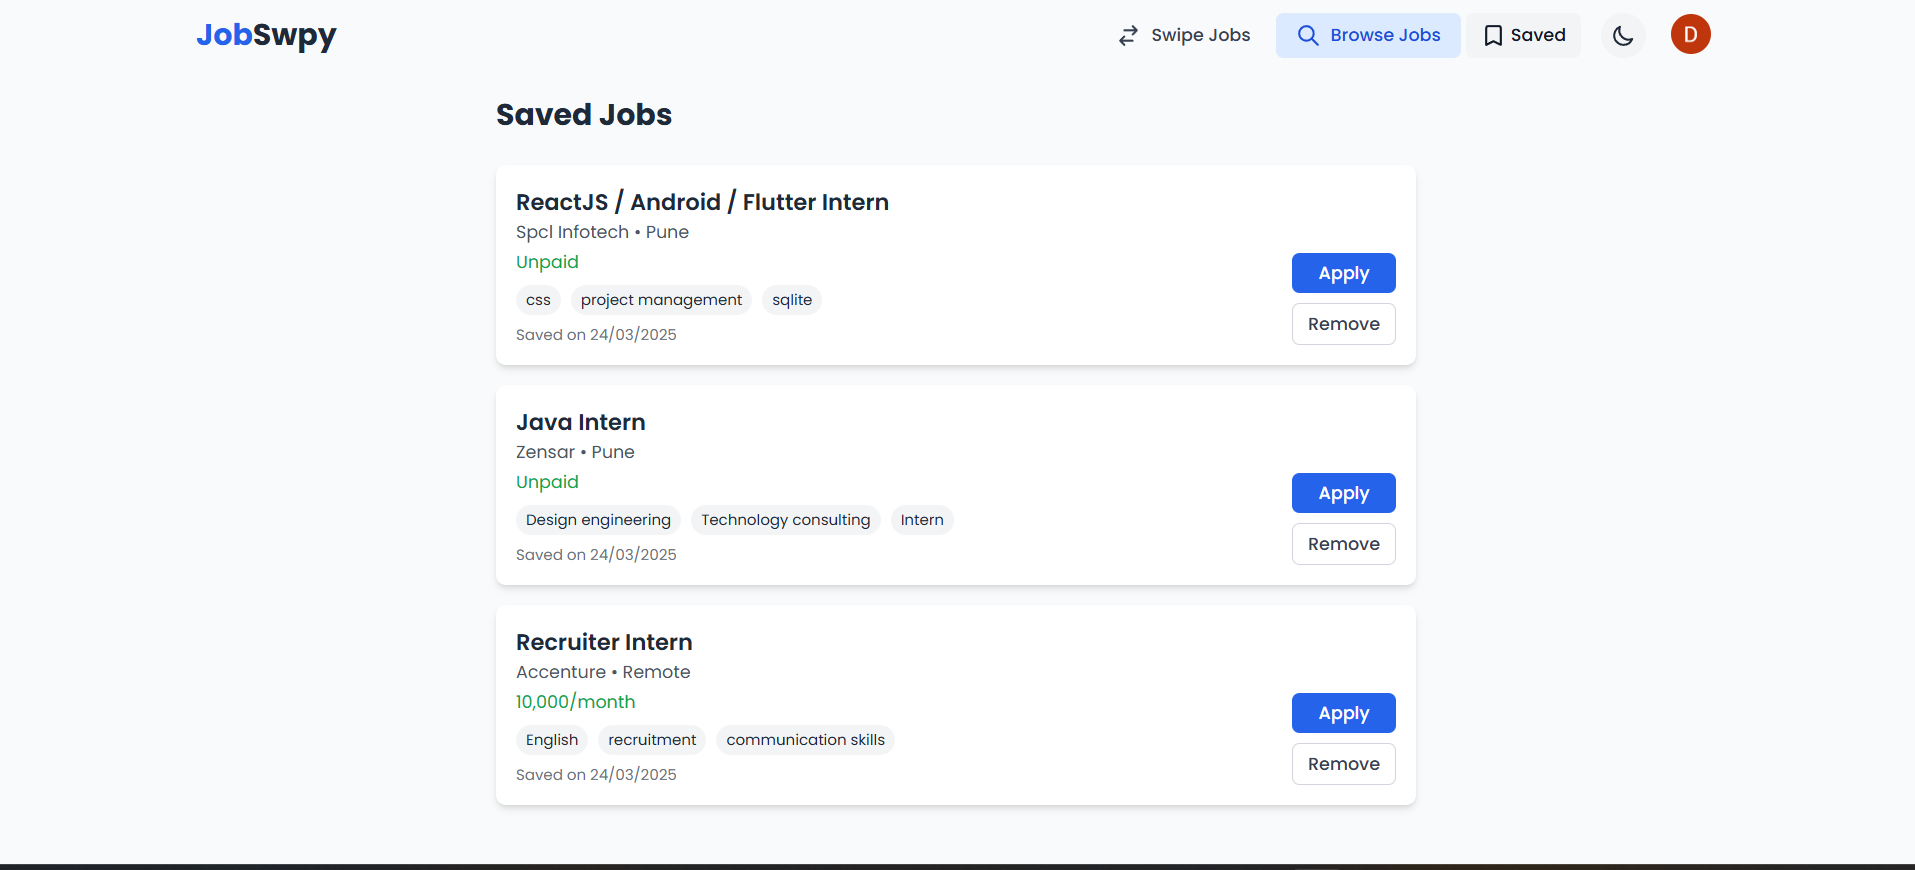 JobSwpy Swipe Jobs Browse Jobs Saved D
Saved Jobs
ReactJS / Android / Flutter Intern
Spcl Infotech • Pune
Unpaid
css project management sqlite
Saved on 24/03/2025
Apply
Remove
Java Intern
Zensar • Pune
Unpaid
Design engineering Technology consulting Intern
Saved on 24/03/2025
Apply
Remove
Recruiter Intern
Accenture • Remote
10,000/month
English recruitment communication skills
Saved on 24/03/2025
Apply
Remove